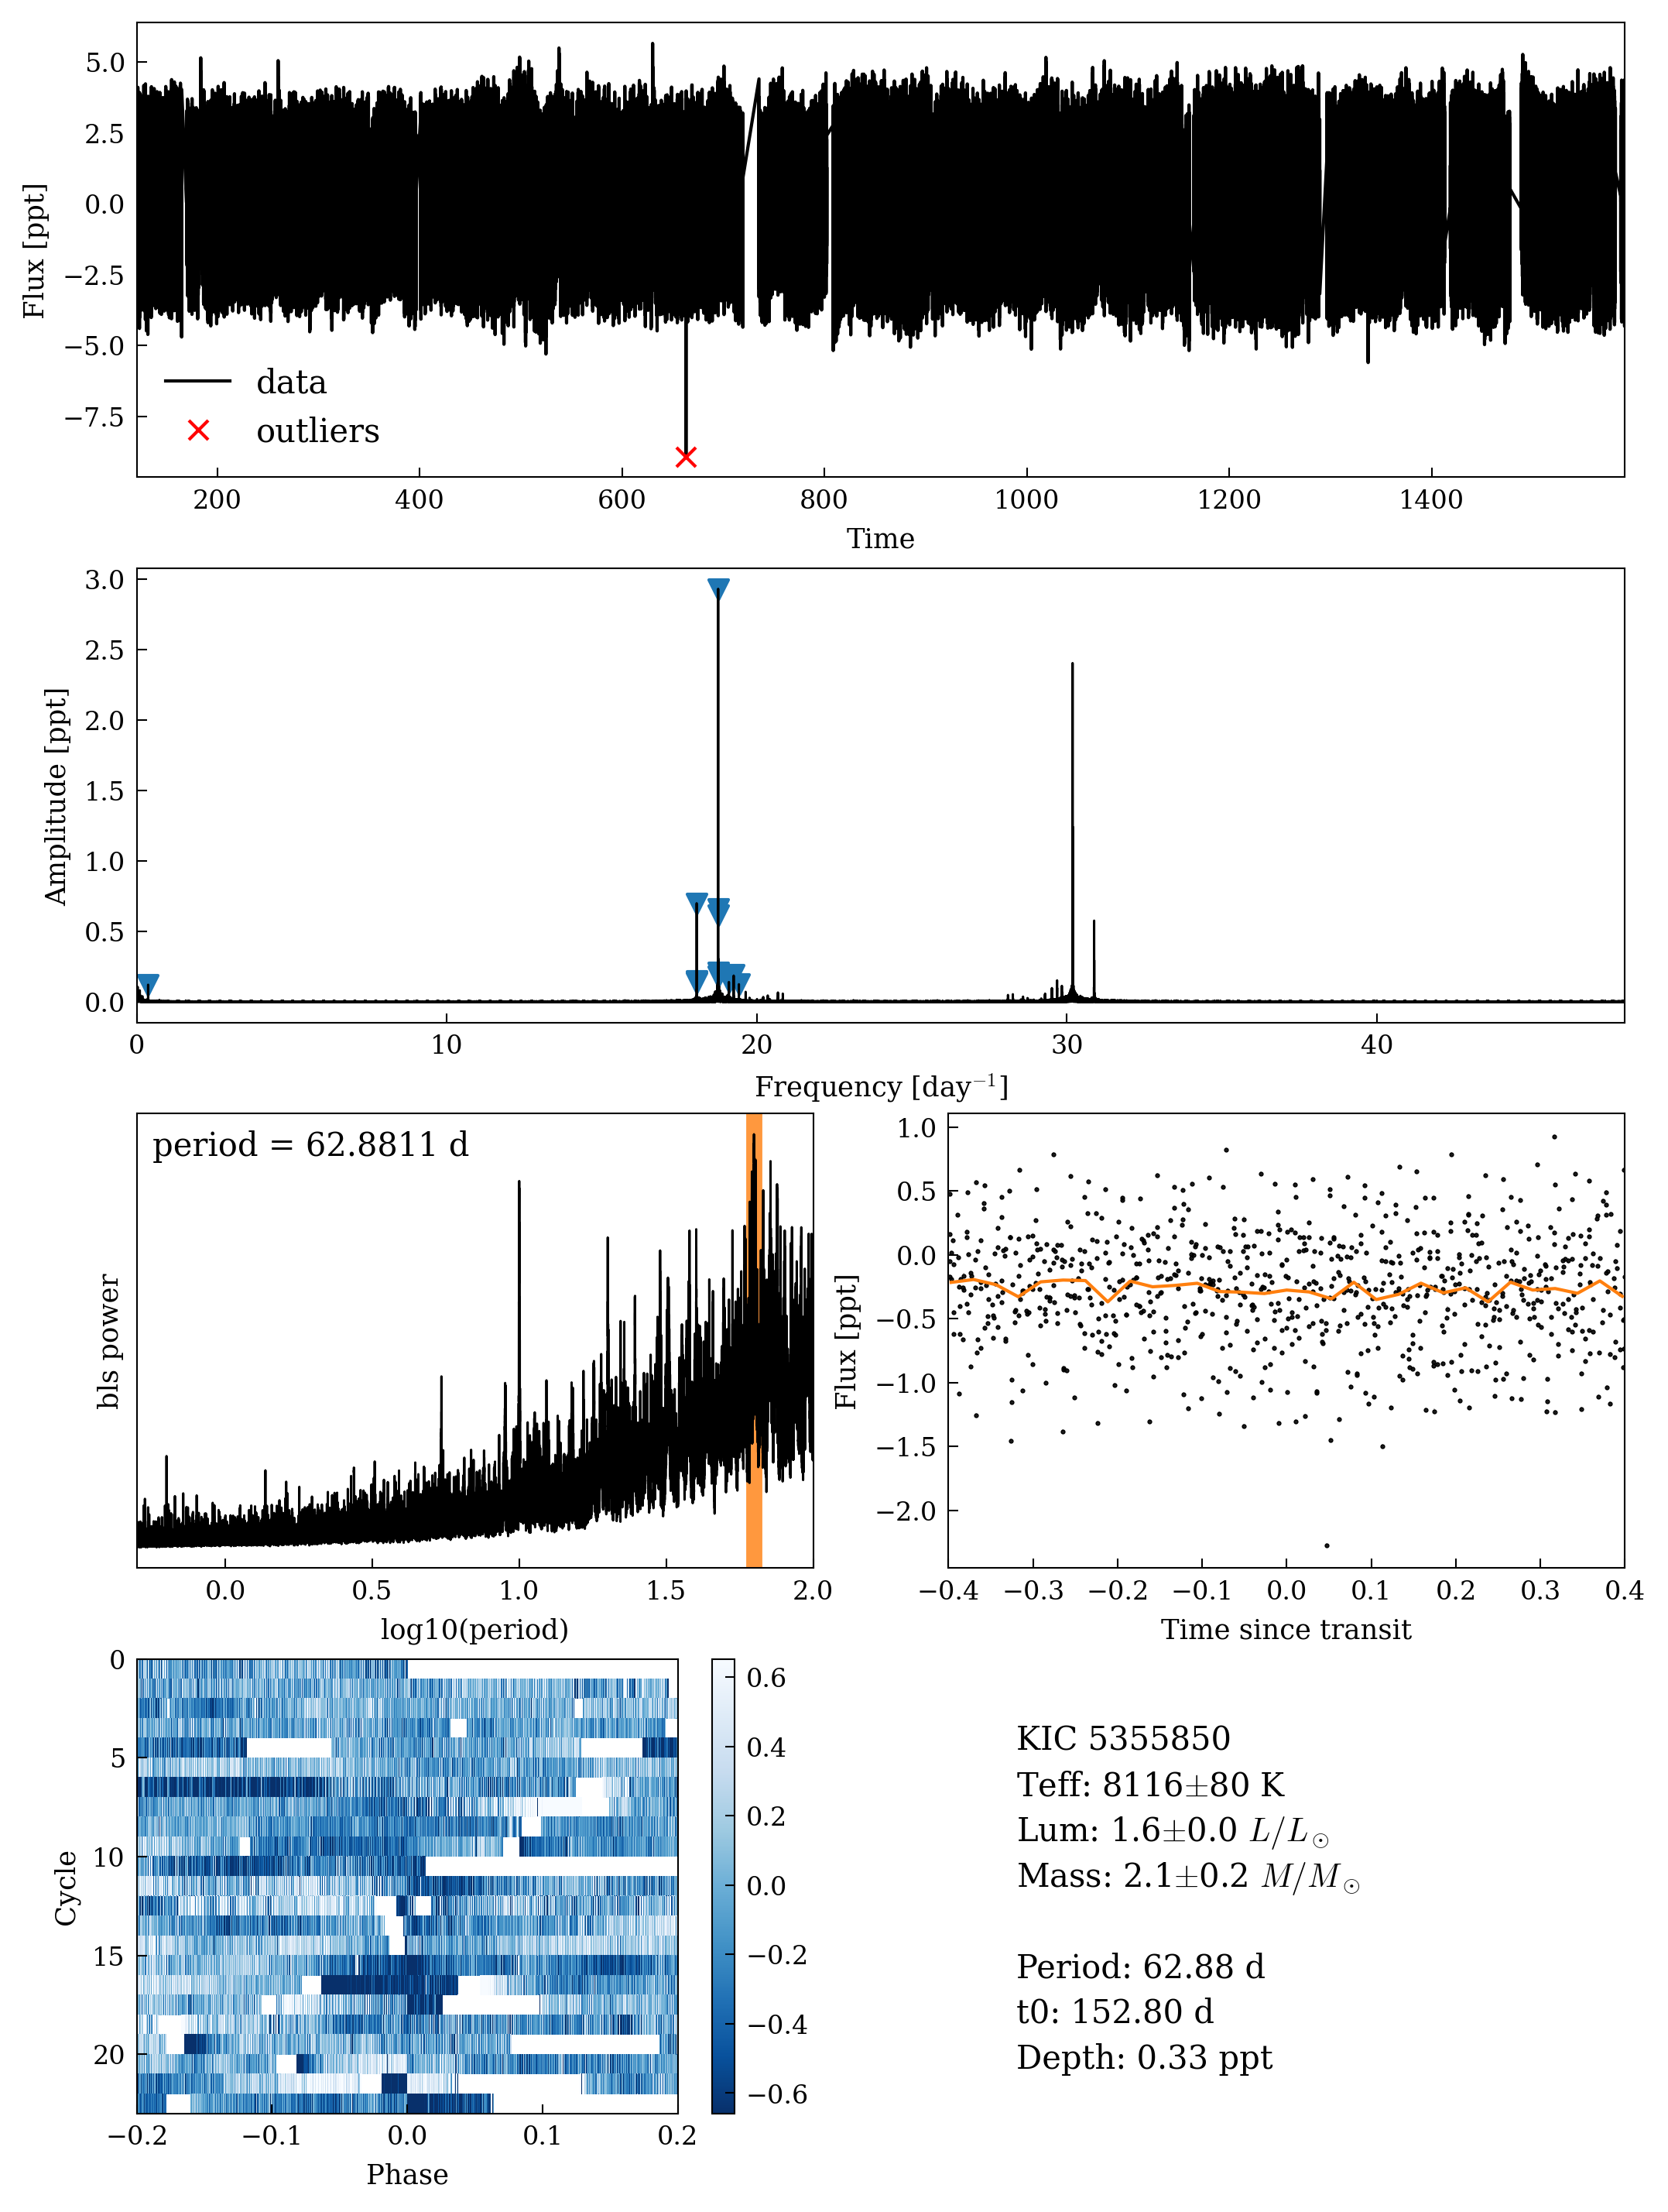 5.0
2.5
0.0
−2.5
−5.0
−7.5
Flux [ppt]
data
outliers
200 400 600 800 1000 1200 1400
Time
3.0
2.5
2.0
1.5
1.0
0.5
0.0
Amplitude [ppt]
0 10 20 30 40
Frequency [day⁻¹]
period = 62.8811 d
bls power
0.0 0.5 1.0 1.5 2.0
log10(period)
1.0
0.5
0.0
−0.5
−1.0
−1.5
−2.0
Flux [ppt]
−0.4 −0.3 −0.2 −0.1 0.0 0.1 0.2 0.3 0.4
Time since transit
0
5
10
15
20
Cycle
−0.2 −0.1 0.0 0.1 0.2
Phase
0.6
0.4
0.2
0.0
−0.2
−0.4
−0.6
KIC 5355850
Teff: 8116±80 K
Lum: 1.6±0.0 L/L⊙
Mass: 2.1±0.2 M/M⊙
Period: 62.88 d
t0: 152.80 d
Depth: 0.33 ppt